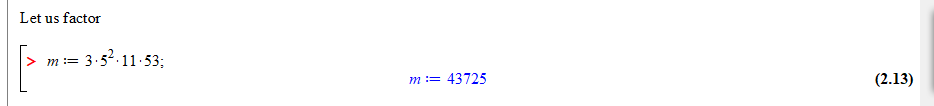 Let us factor
> m := 3·5²·11·53;
m := 43725 (2.13)